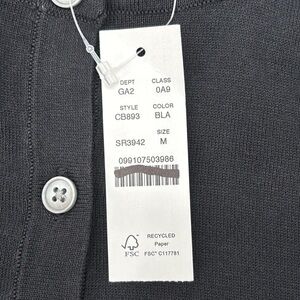 DEPT CLASS
GA2 0A9
STYLE COLOR
CB893 BLA
SIZE
SR3942 M
099107503986
RECYCLED
Paper
FSC FSC® C117781